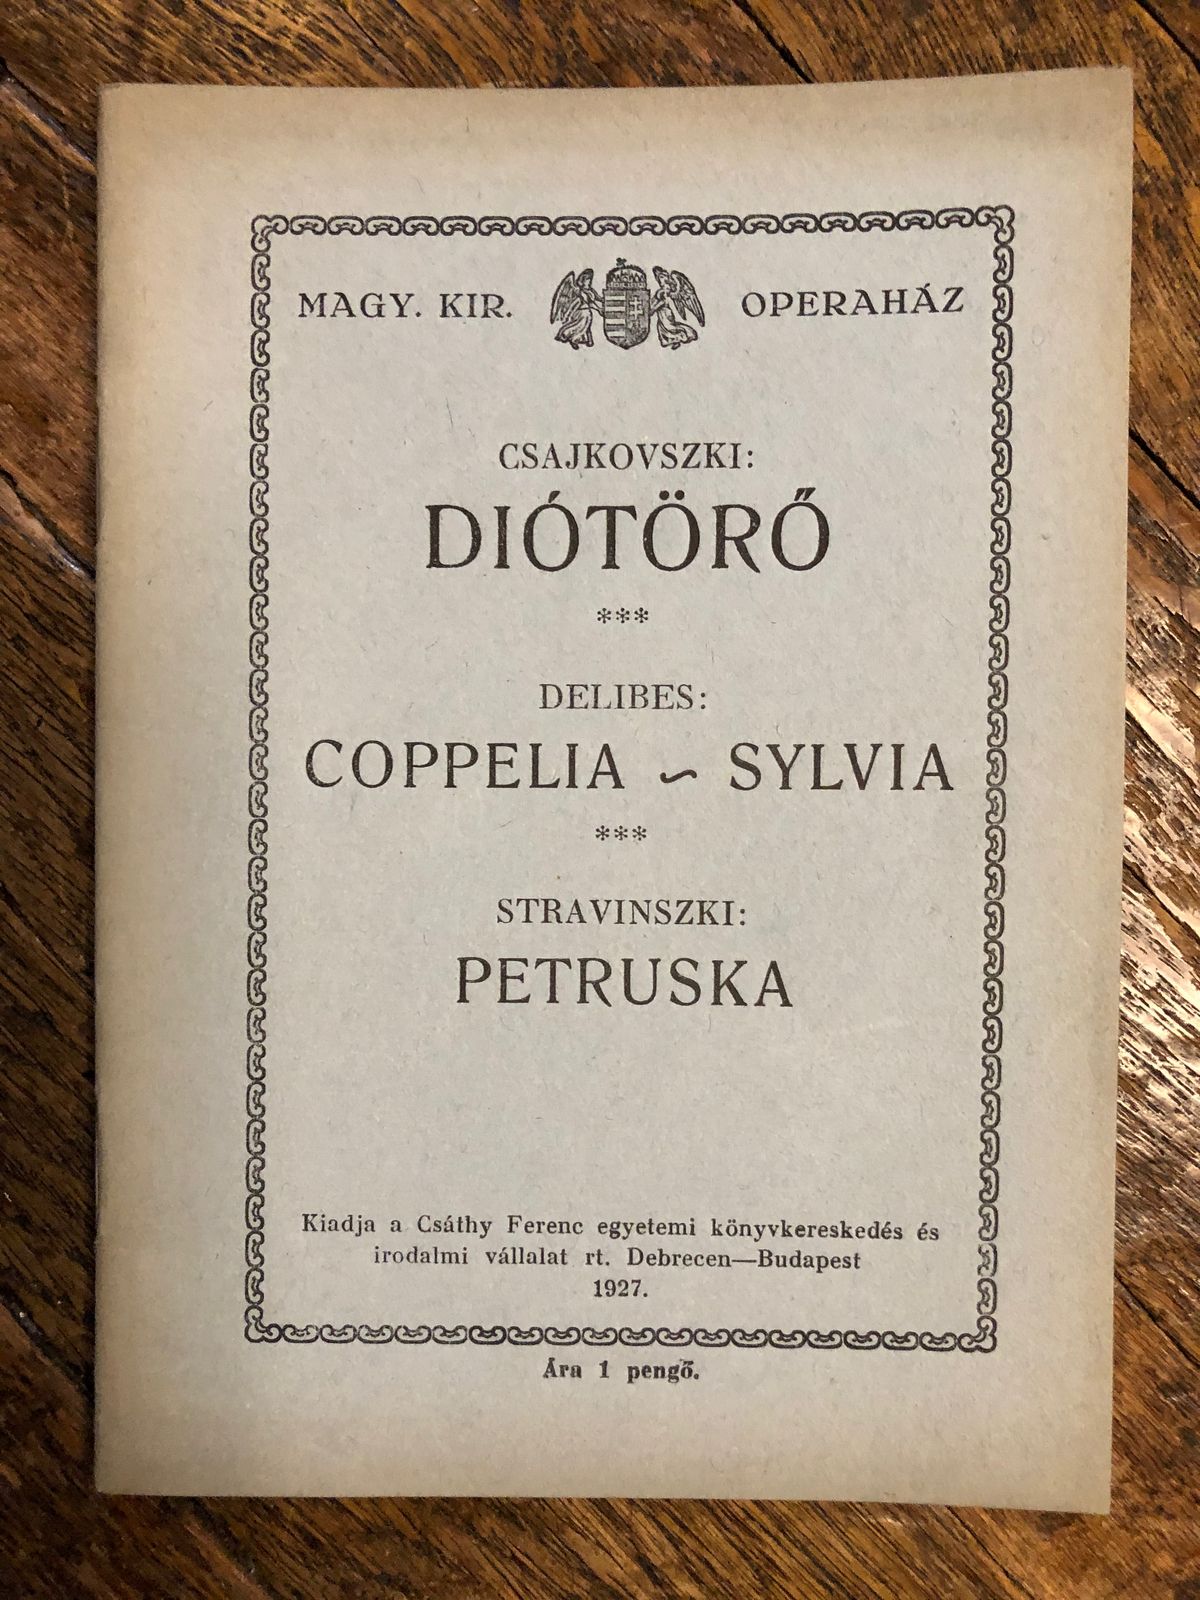 MAGY. KIR. OPERAHÁZ
CSAJKOVSZKI:
DIÓTÖRŐ
***
DELIBES:
COPPELIA ~ SYLVIA
***
STRAVINSZKI:
PETRUSKA
Kiadja a Csáthy Ferenc egyetemi könyvkereskedés és
irodalmi vállalat rt. Debrecen—Budapest
1927.
Ára 1 pengő.